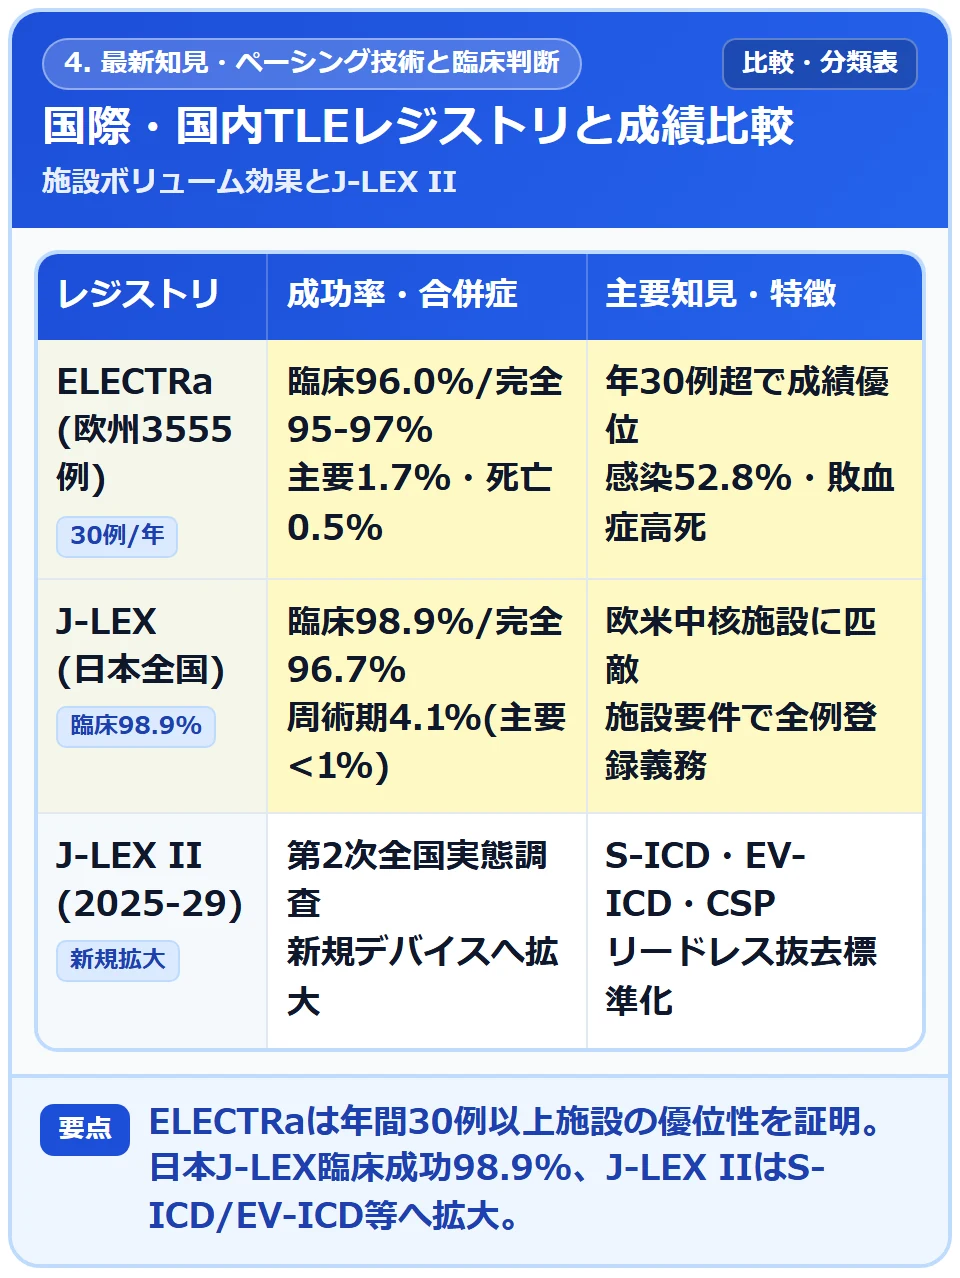 4. 最新知見・ペーシング技術と臨床判断
比較・分類表
国際・国内TLEレジストリと成績比較
施設ボリューム効果とJ-LEX II
レジストリ
成功率・合併症
主要知見・特徴
ELECTRa
(欧州3555
例)
30例/年
臨床96.0%/完全
95-97%
主要1.7%・死亡
0.5%
年30例超で成績優
位
感染52.8%・敗血
症高死
J-LEX
(日本全国)
臨床98.9%
臨床98.9%/完全
96.7%
周術期4.1%(主要
<1%)
欧米中核施設に匹
敵
施設要件で全例登
録義務
J-LEX II
(2025-29)
新規拡大
第2次全国実態調
査
新規デバイスへ拡
大
S-ICD・EV-
ICD・CSP
リードレス抜去標
準化
要点
ELECTRaは年間30例以上施設の優位性を証明。
日本J-LEX臨床成功98.9%、J-LEX IIはS-
ICD/EV-ICD等へ拡大。